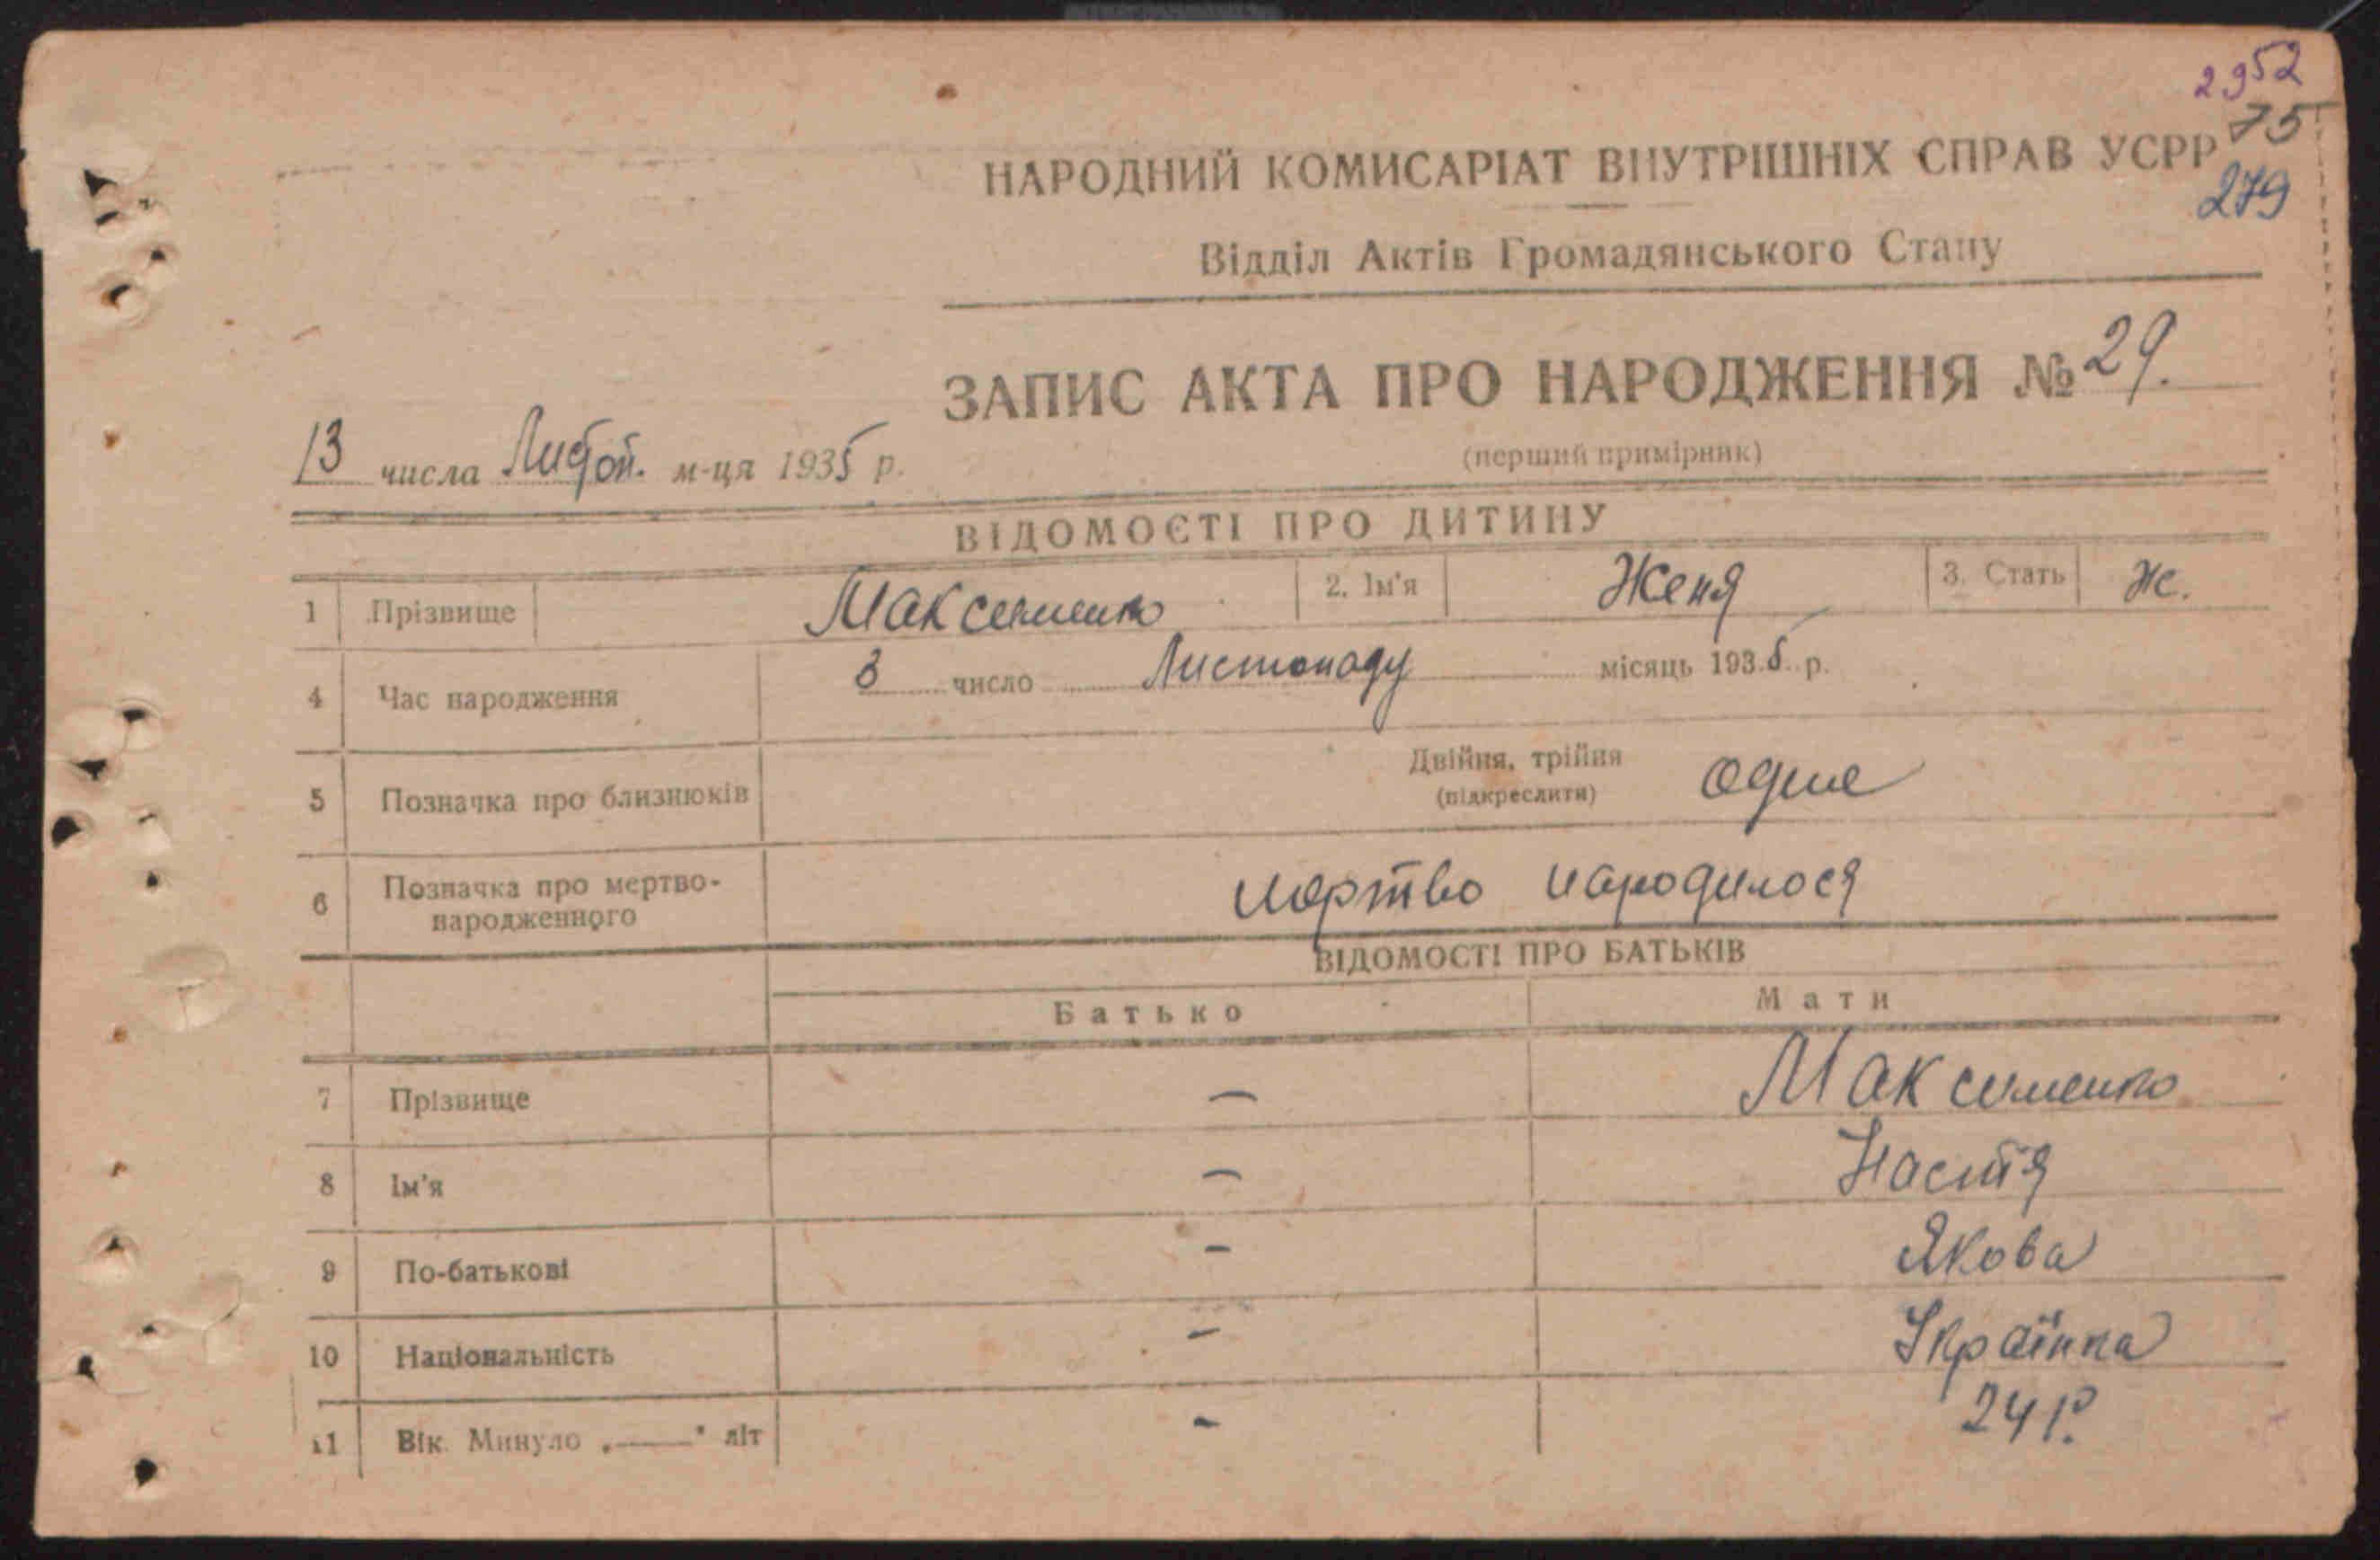 2952
75
НАРОДНИЙ КОМИСАРІАТ ВНУТРІШНІХ СПРАВ УСРР
279
Відділ Актів Громадянського Стану
ЗАПИС АКТА ПРО НАРОДЖЕННЯ № 29.
(перший примірник)
13 числа Листоп. м-ця 1935 р.
ВІДОМОСТІ ПРО ДИТИНУ
1 Прізвище Максименко 2. Ім'я Женя 3. Стать ж.
4 Час народження 3 число Листопаду місяць 1935 р.
5 Позначка про близнюків Двійня, трійня одне
(підкреслити)
6 Позначка про мертво- мертво народилося
народженного
ВІДОМОСТІ ПРО БАТЬКІВ
Батько Мати
7 Прізвище — Максименко
8 Ім'я — Настя
9 По-батькові - Якова
10 Національність - Українка
11 Вік. Минуло „——" літ - 24 р.